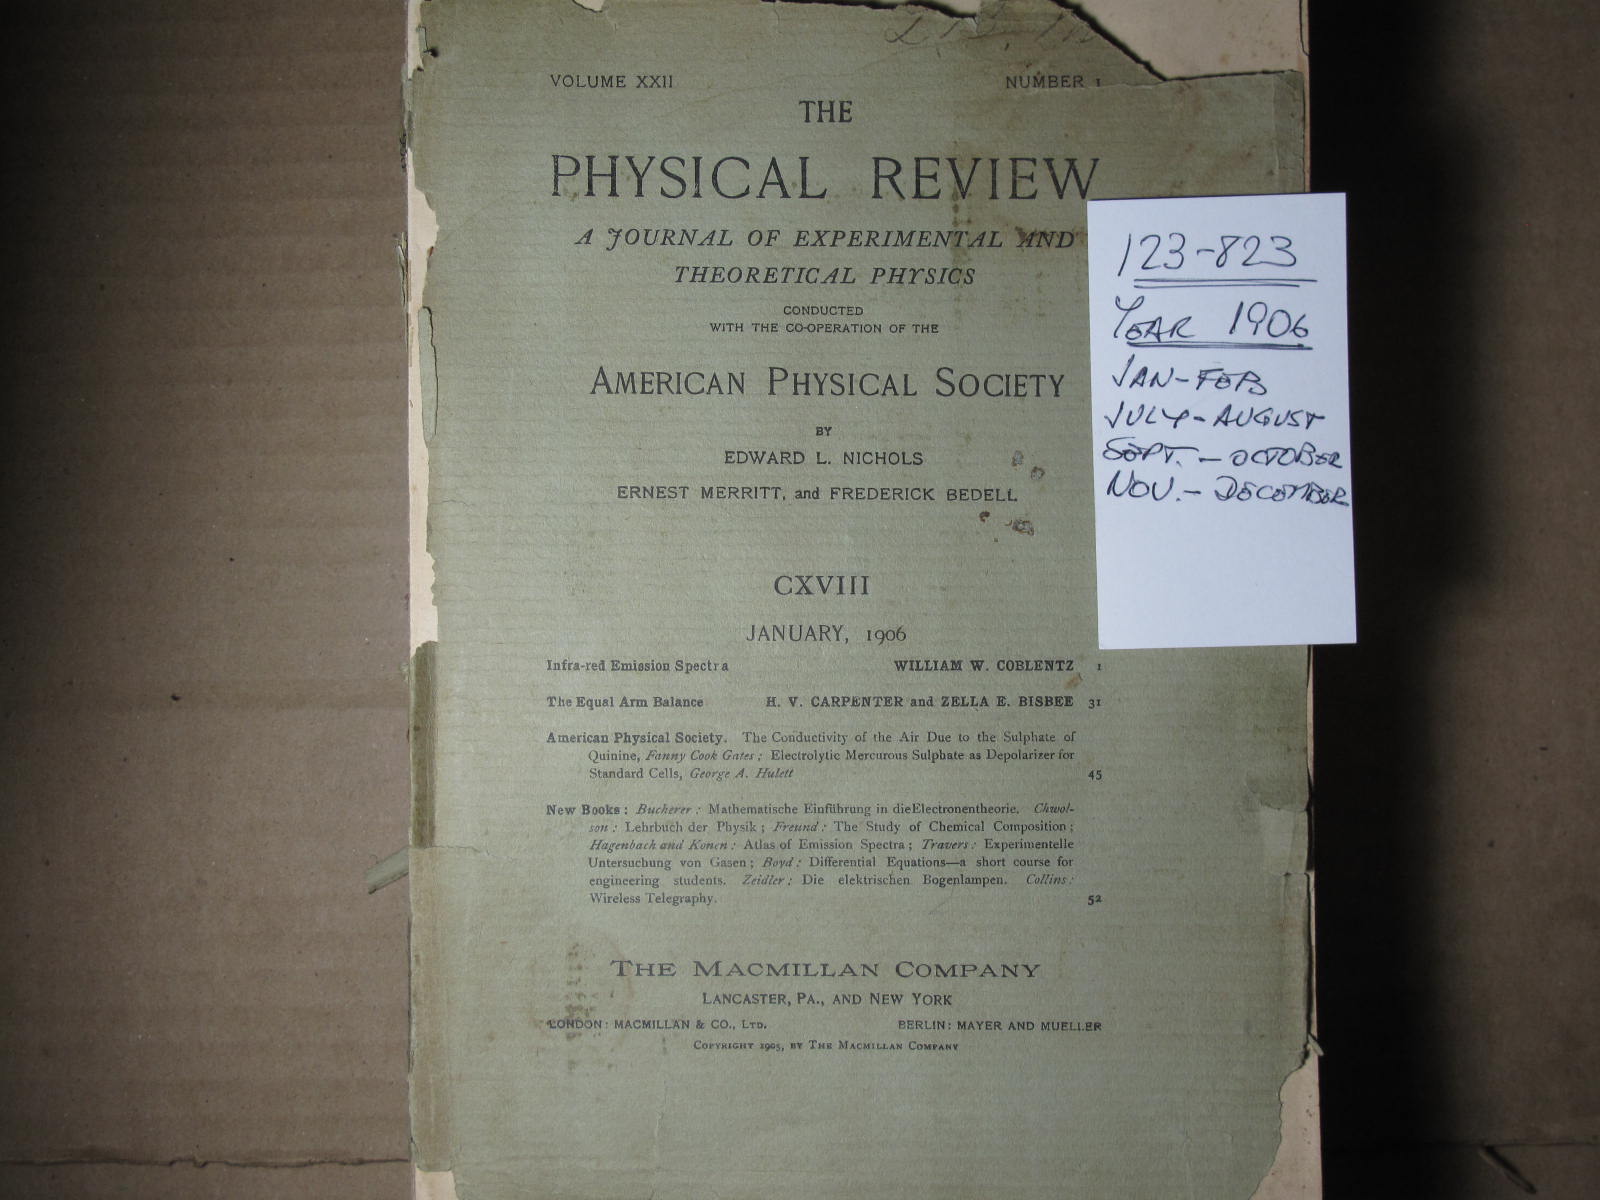 VOLUME XXII NUMBER 1
THE
PHYSICAL REVIEW
A JOURNAL OF EXPERIMENTAL AND
THEORETICAL PHYSICS
CONDUCTED
WITH THE CO-OPERATION OF THE
AMERICAN PHYSICAL SOCIETY
BY
EDWARD L. NICHOLS
ERNEST MERRITT, and FREDERICK BEDELL
CXVIII
JANUARY, 1906
Infra-red Emission Spectra WILLIAM W. COBLENTZ 1
The Equal Arm Balance H. V. CARPENTER and ZELLA E. BISBEE 31
American Physical Society. The Conductivity of the Air Due to the Sulphate of
Quinine, Fanny Cook Gates; Electrolytic Mercurous Sulphate as Depolarizer for
Standard Cells, George A. Hulett 45
New Books: Bucherer: Mathematische Einführung in dieElectronentheorie. Chwol-
son: Lehrbuch der Physik; Freund: The Study of Chemical Composition;
Hagenbach and Konen: Atlas of Emission Spectra; Travers: Experimentelle
Untersuchung von Gasen; Boyd: Differential Equations—a short course for
engineering students. Zeidler: Die elektrischen Bogenlampen. Collins:
Wireless Telegraphy. 52
THE MACMILLAN COMPANY
LANCASTER, PA., AND NEW YORK
LONDON: MACMILLAN & CO., LTD. BERLIN: MAYER AND MUELLER
COPYRIGHT 1905, BY THE MACMILLAN COMPANY
123-823
YEAR 1906
JAN-FEB
JULY-AUGUST
SEPT.-OCTOBER
NOV.-DECEMBER